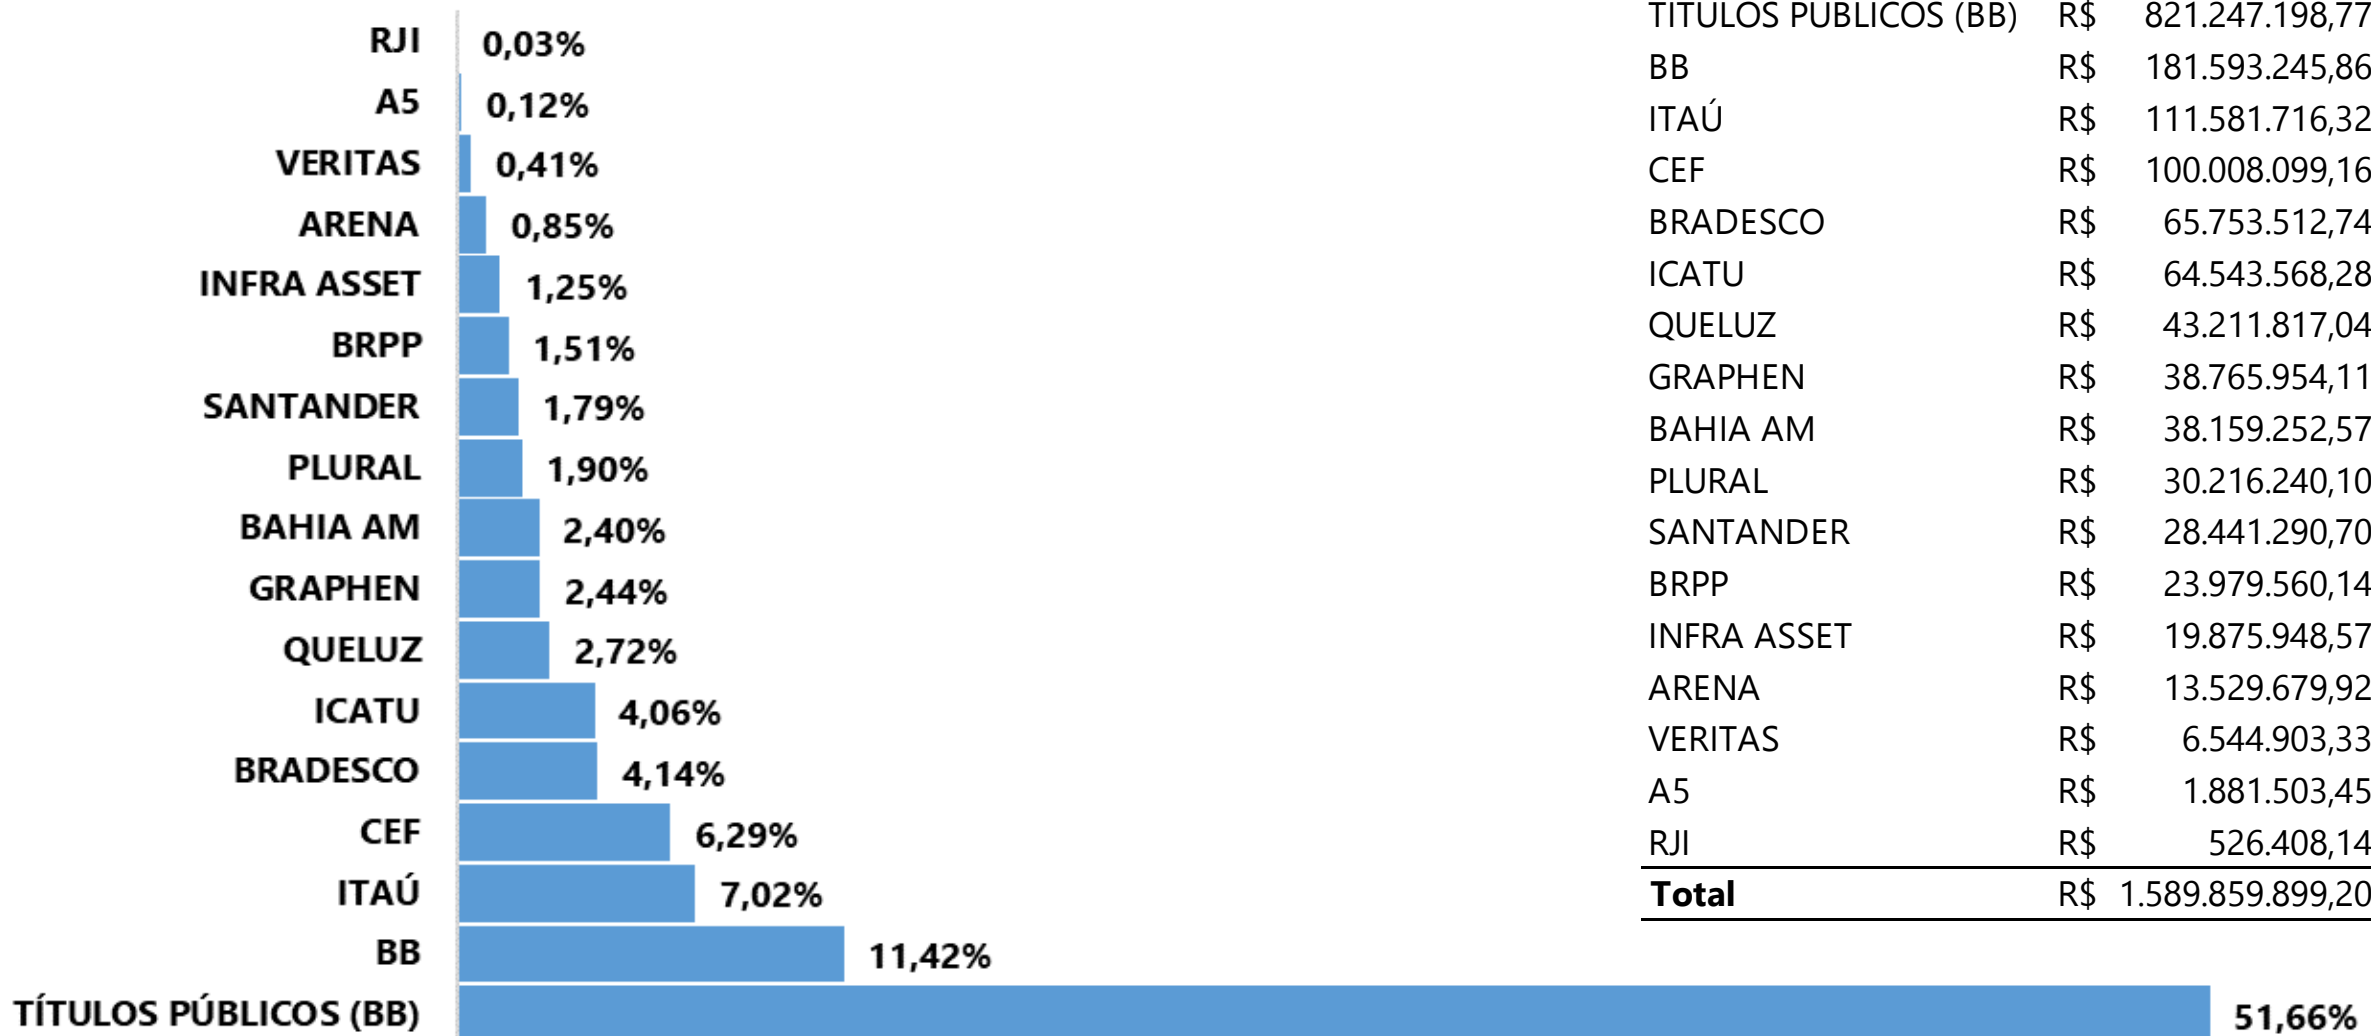 RJI 0,03%
A5 0,12%
VERITAS 0,41%
ARENA 0,85%
INFRA ASSET 1,25%
BRPP 1,51%
SANTANDER 1,79%
PLURAL 1,90%
BAHIA AM 2,40%
GRAPHEN 2,44%
QUELUZ 2,72%
ICATU 4,06%
BRADESCO 4,14%
CEF 6,29%
ITAÚ 7,02%
BB 11,42%
TÍTULOS PÚBLICOS (BB) 51,66%
TÍTULOS PÚBLICOS (BB) R$ 821.247.198,77
BB R$ 181.593.245,86
ITAÚ R$ 111.581.716,32
CEF R$ 100.008.099,16
BRADESCO R$ 65.753.512,74
ICATU R$ 64.543.568,28
QUELUZ R$ 43.211.817,04
GRAPHEN R$ 38.765.954,11
BAHIA AM R$ 38.159.252,57
PLURAL R$ 30.216.240,10
SANTANDER R$ 28.441.290,70
BRPP R$ 23.979.560,14
INFRA ASSET R$ 19.875.948,57
ARENA R$ 13.529.679,92
VERITAS R$ 6.544.903,33
A5 R$ 1.881.503,45
RJI R$ 526.408,14
Total R$ 1.589.859.899,20